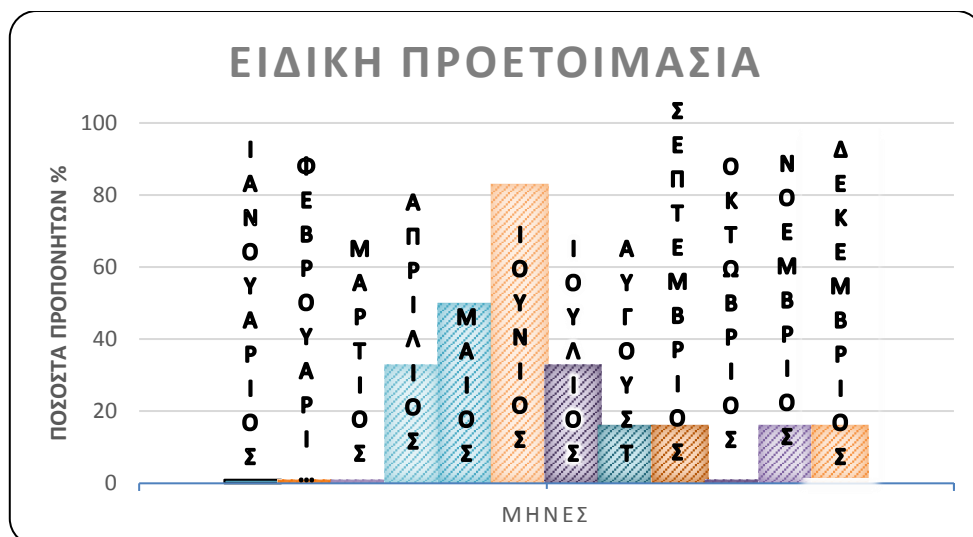 ΕΙΔΙΚΗ ΠΡΟΕΤΟΙΜΑΣΙΑ
ΠΟΣΟΣΤΑ ΠΡΟΠΟΝΗΤΩΝ %
100
80
60
40
20
0
ΙΑΝΟΥΑΡΙΟΣ
ΦΕΒΡΟΥΑΡΙ...
ΜΑΡΤΙΟΣ
ΑΠΡΙΛΙΟΣ
ΜΑΙΟΣ
ΙΟΥΝΙΟΣ
ΙΟΥΛΙΟΣ
ΑΥΓΟΥΣΤ
ΣΕΠΤΕΜΒΡΙΟΣ
ΟΚΤΩΒΡΙΟΣ
ΝΟΕΜΒΡΙΟΣ
ΔΕΚΕΜΒΡΙΟΣ
ΜΗΝΕΣ